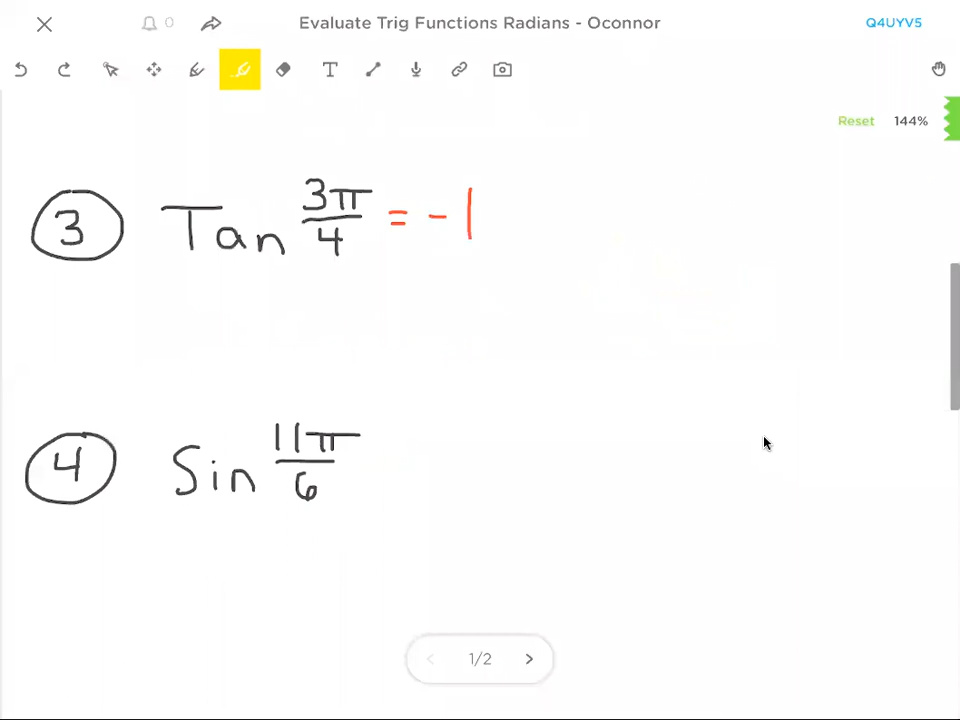 0 Evaluate Trig Functions Radians - Oconnor Q4UYV5
T
Reset 144%
3 Tan 3π/4 = -1
4 Sin 11π/6
1/2